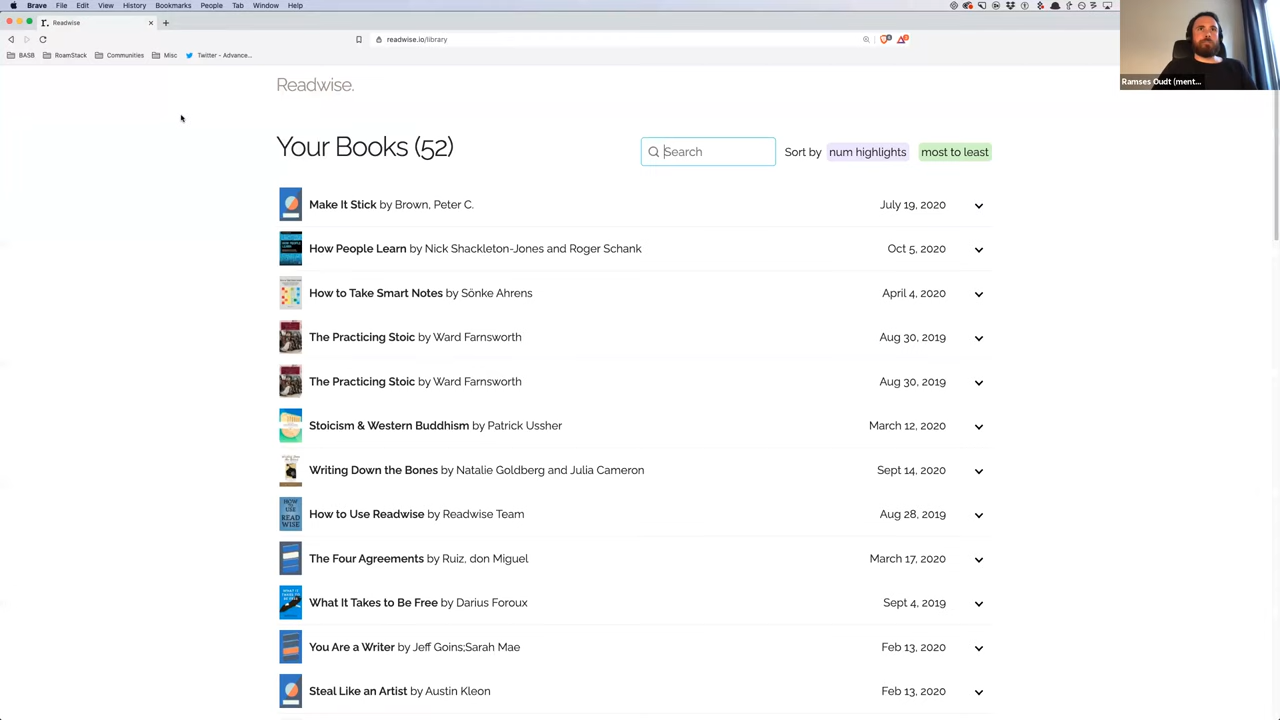 Brave File Edit View History Bookmarks People Tab Window Help
r. Readwise
readwise.io/library
BASB RoamStack Communities Misc Twitter - Advance...
Ramses Oudt (ment...
Readwise.
Your Books (52)
Search
Sort by num highlights most to least
Make It Stick by Brown, Peter C. July 19, 2020
How People Learn by Nick Shackleton-Jones and Roger Schank Oct 5, 2020
How to Take Smart Notes by Sönke Ahrens April 4, 2020
The Practicing Stoic by Ward Farnsworth Aug 30, 2019
The Practicing Stoic by Ward Farnsworth Aug 30, 2019
Stoicism & Western Buddhism by Patrick Ussher March 12, 2020
Writing Down the Bones by Natalie Goldberg and Julia Cameron Sept 14, 2020
HOW TO USE READ WISE
How to Use Readwise by Readwise Team Aug 28, 2019
The Four Agreements by Ruiz, don Miguel March 17, 2020
What It Takes to Be Free by Darius Foroux Sept 4, 2019
You Are a Writer by Jeff Goins;Sarah Mae Feb 13, 2020
Steal Like an Artist by Austin Kleon Feb 13, 2020